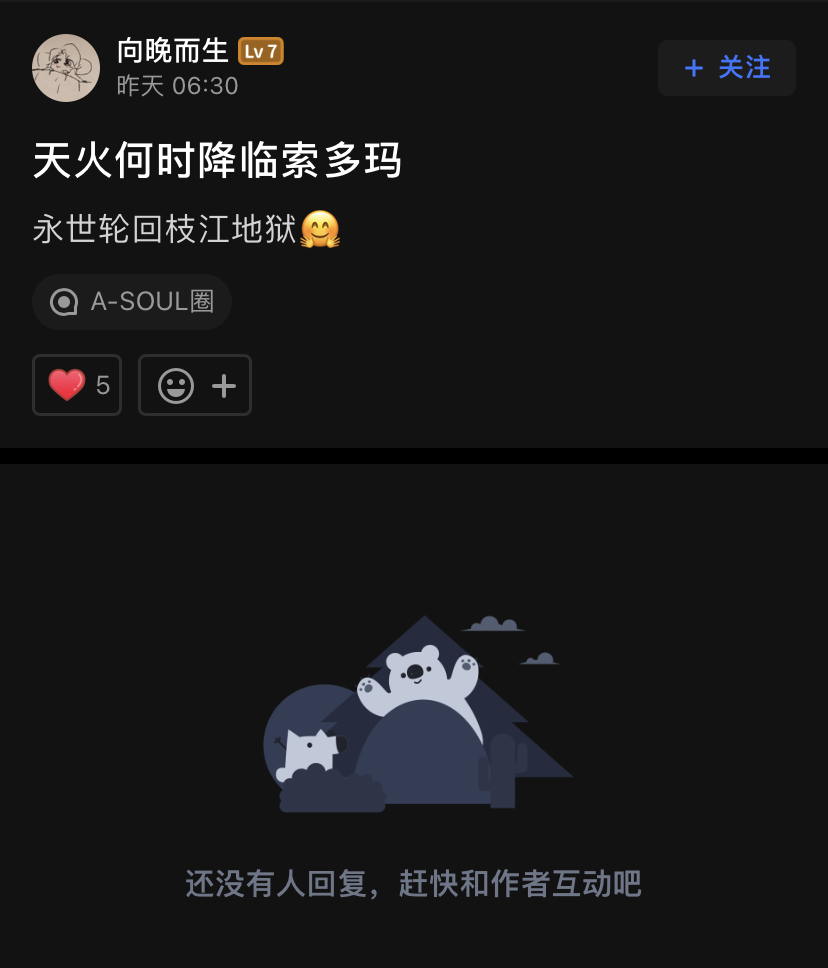 向晚而生 Lv 7
昨天 06:30
+ 关注
天火何时降临索多玛
永世轮回枝江地狱🤗
A-SOUL圈
❤️ 5
还没有人回复，赶快和作者互动吧